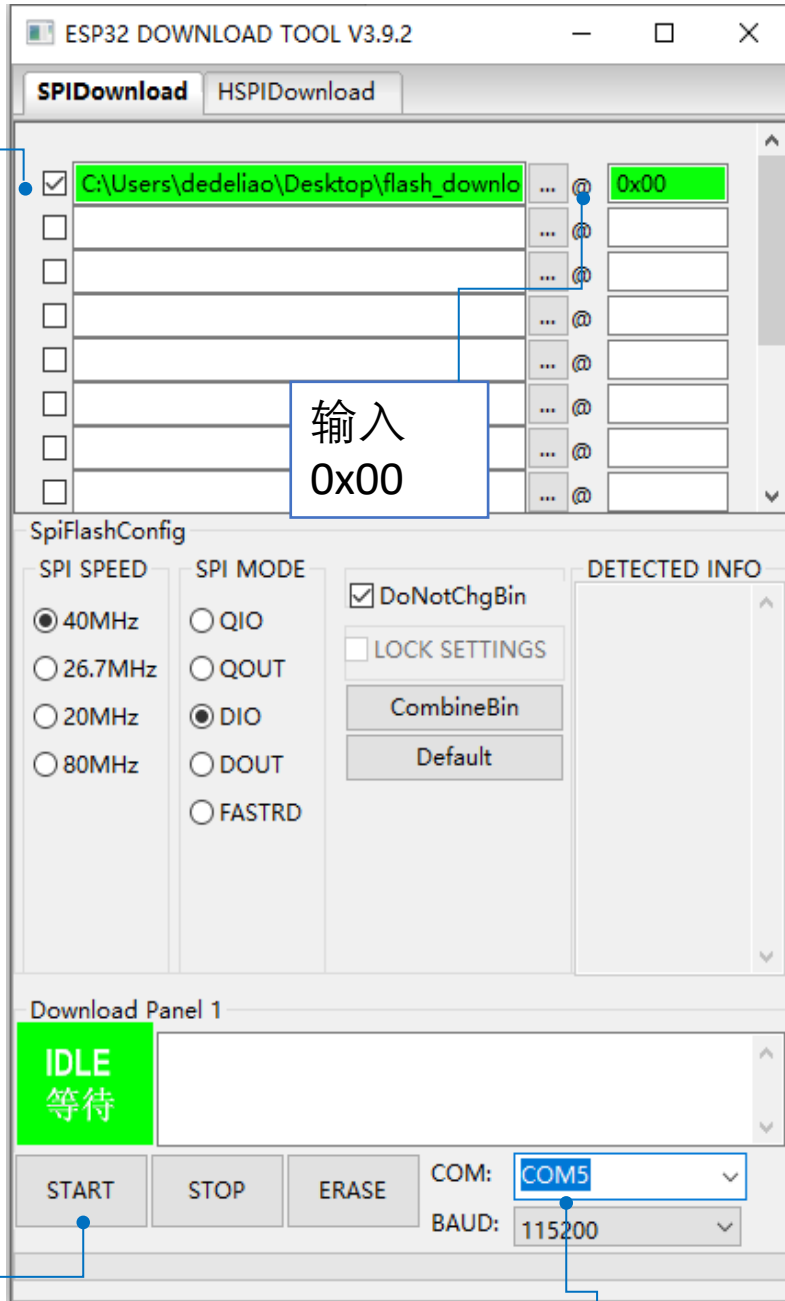 ESP32 DOWNLOAD TOOL V3.9.2
SPIDownload HSPIDownload
C:\Users\dedeliao\Desktop\flash_downlo ... @ 0x00
... @
... @
... @
... @
... @
... @
... @
输入
0x00
SpiFlashConfig
SPI SPEED SPI MODE DETECTED INFO
40MHz QIO DoNotChgBin
26.7MHz QOUT LOCK SETTINGS
20MHz DIO CombineBin
80MHz DOUT Default
FASTRD
Download Panel 1
IDLE
等待
START STOP ERASE COM: COM5
BAUD: 115200